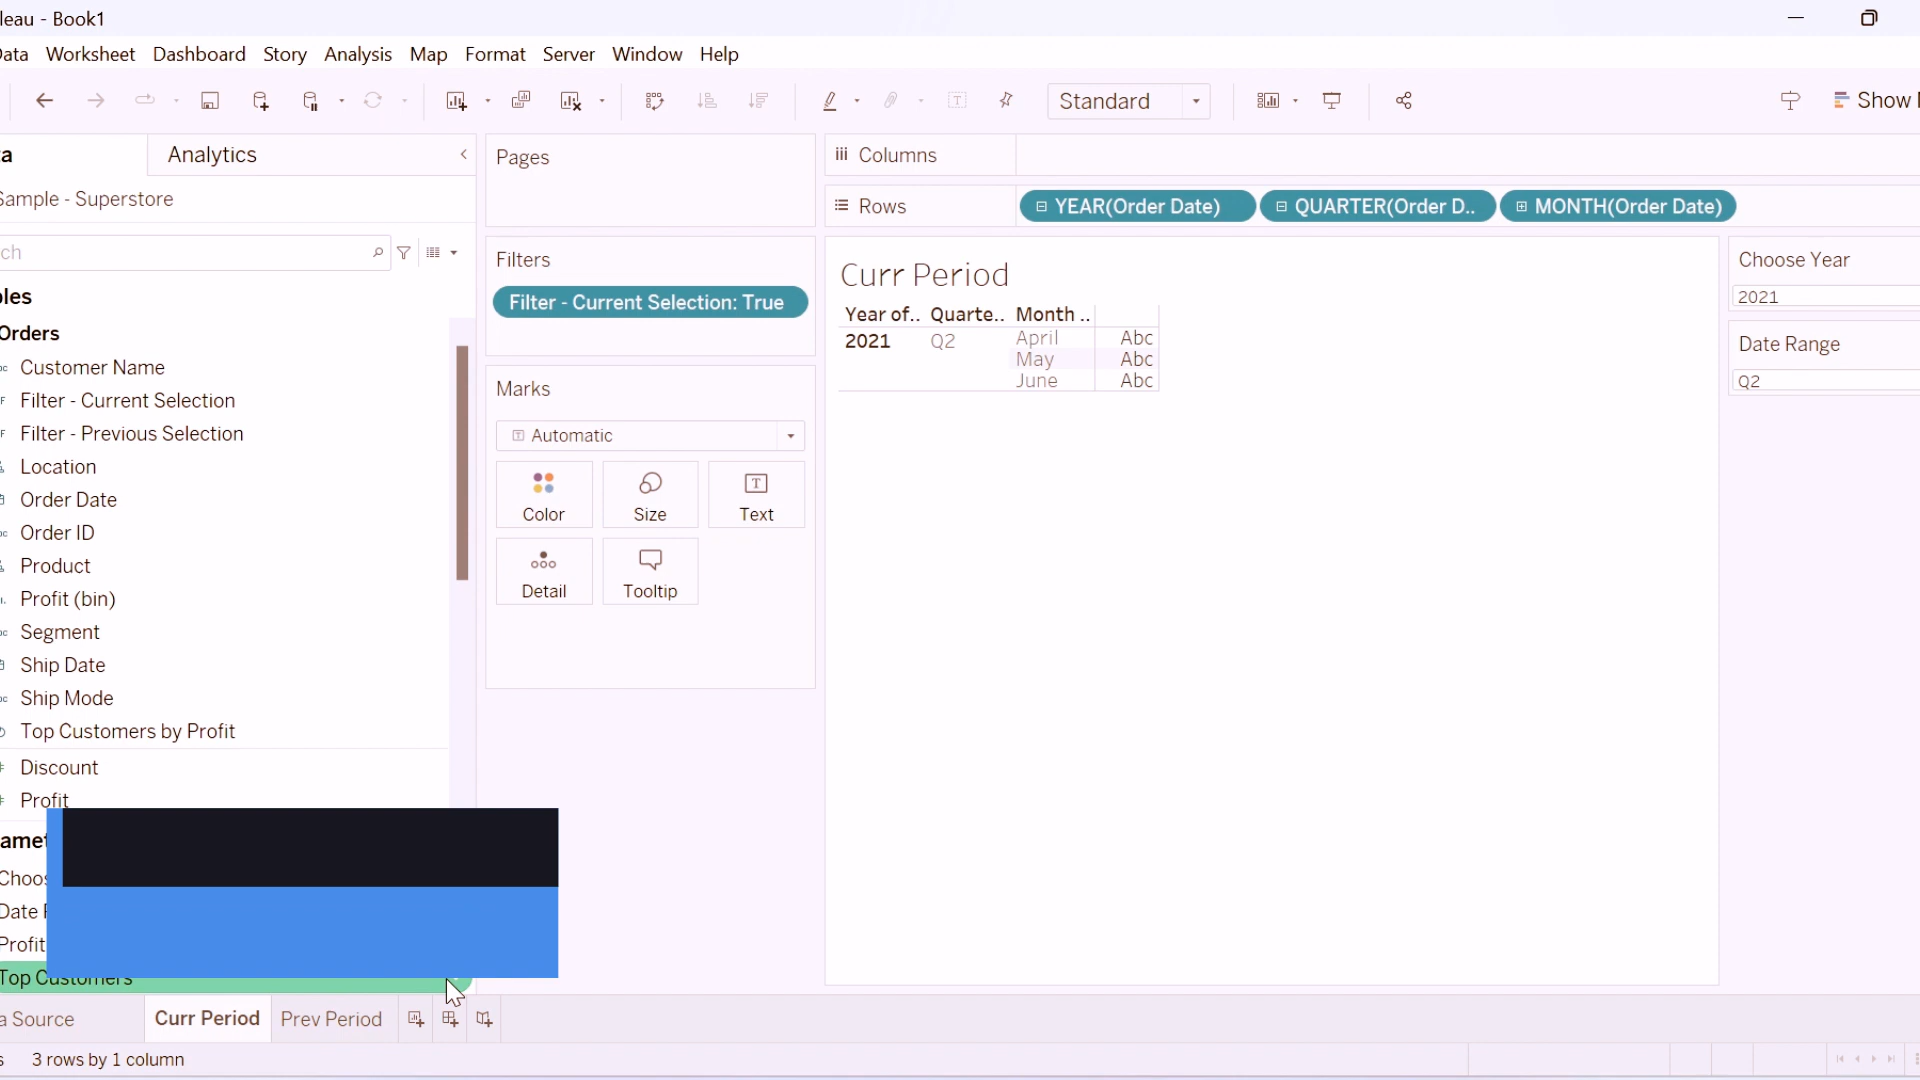 leau - Book1
Data Worksheet Dashboard Story Analysis Map Format Server Window Help
Standard
Show
Analytics
Pages
Columns
Sample - Superstore
Rows
YEAR(Order Date)
QUARTER(Order D..
MONTH(Order Date)
Filters
Filter - Current Selection: True
Curr Period
Choose Year
2021
Year of.. Quarte.. Month ..
2021 Q2 April Abc
May Abc
June Abc
Date Range
Q2
Orders
Customer Name
Filter - Current Selection
Filter - Previous Selection
Location
Order Date
Order ID
Product
Profit (bin)
Segment
Ship Date
Ship Mode
Top Customers by Profit
Discount
Profit
Marks
Automatic
Color
Size
Text
Detail
Tooltip
Profit
Top Customers
a Source
Curr Period
Prev Period
3 rows by 1 column